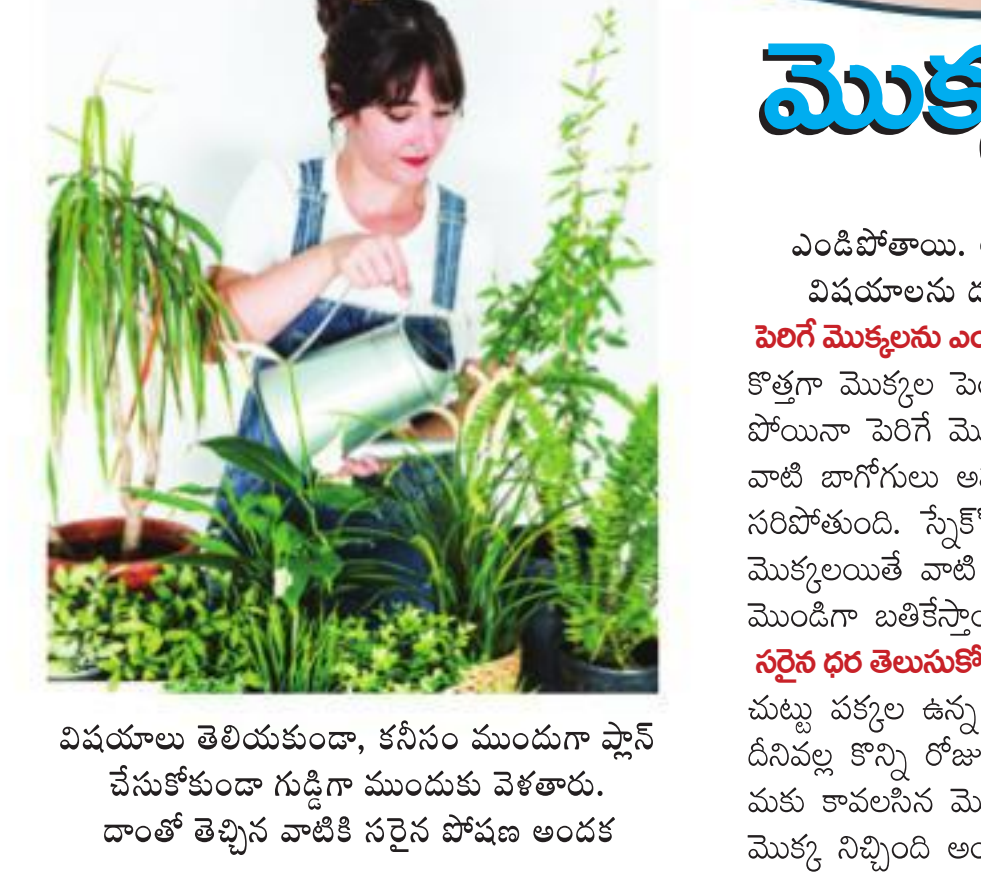 విషయాలు తెలియకుండా, కనీసం ముందుగా ప్లాన్
చేసుకోకుండా గుడ్డిగా ముందుకు వెళతారు.
దాంతో తెచ్చిన వాటికి సరైన పోషణ అందక
ఎండిపోతాయి.
విషయాలను
పెరిగే మొక్కలను
కొత్తగా మొక్కల
పోయినా పెరిగే
వాటి బాగోగులు
సరిపోతుంది.
మొక్కలయితే వాటి
మొండిగా
సరైన ధర
చుట్టు పక్కల ఉన్న
దీనివల్ల కొన్ని
మకు కావలసిన
మొక్క నిచ్చింది